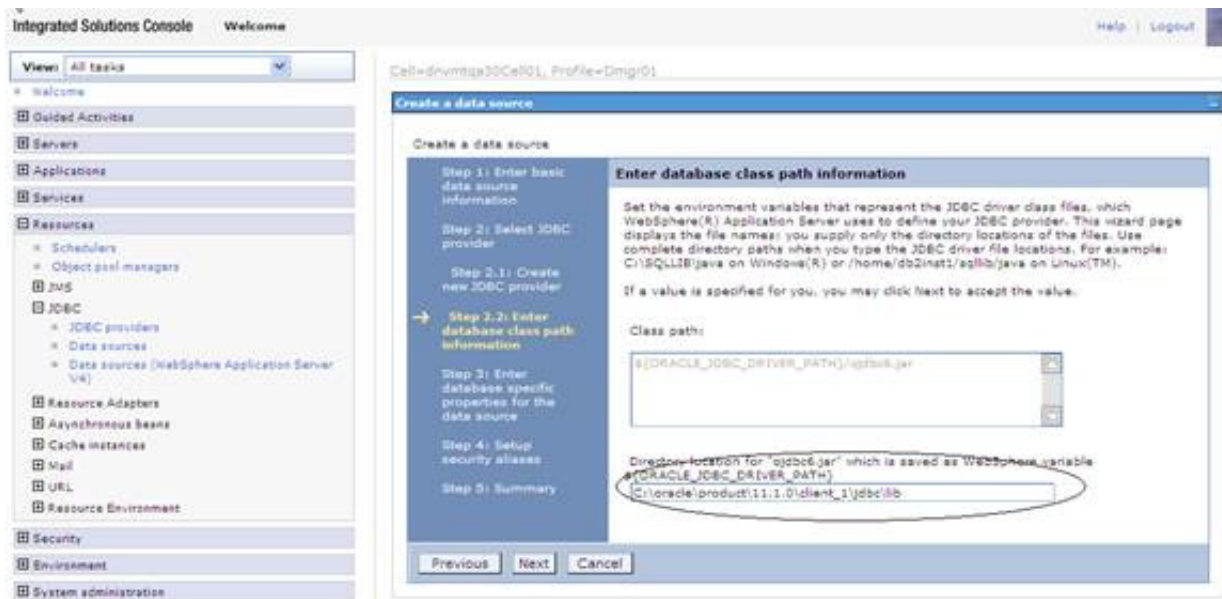 Integrated Solutions Console Welcome
Help | Logout
View: All tasks
Welcome
Guided Activities
Servers
Applications
Services
Resources
Schedulers
Object pool managers
JMS
JDBC
JDBC providers
Data sources
Data sources (WebSphere Application Server V4)
Resource Adapters
Asynchronous beans
Cache instances
Mail
URL
Resource Environment
Security
Environment
System administration
Cell=dnvmtqa30Cell01, Profile=Dmgr01
Create a data source
Create a data source
Step 1: Enter basic
data source
information
Step 2: Select JDBC
provider
Step 2.1: Create
new JDBC provider
Step 2.2: Enter
database class path
information
Step 3: Enter
database specific
properties for the
data source
Step 4: Setup
security aliases
Step 5: Summary
Enter database class path information
Set the environment variables that represent the JDBC driver class files, which
WebSphere(R) Application Server uses to define your JDBC provider. This wizard page
displays the file names; you supply only the directory locations of the files. Use
complete directory paths when you type the JDBC driver file locations. For example:
C:\SQLLIB\java on Windows(R) or /home/db2inst1/sqllib/java on Linux(TM).
If a value is specified for you, you may click Next to accept the value.
Class path:
${ORACLE_JDBC_DRIVER_PATH}/ojdbc6.jar
Directory location for "ojdbc6.jar" which is saved as WebSphere variable
${ORACLE_JDBC_DRIVER_PATH}
C:\oracle\product\11.1.0\client_1\jdbc\lib
Previous Next Cancel